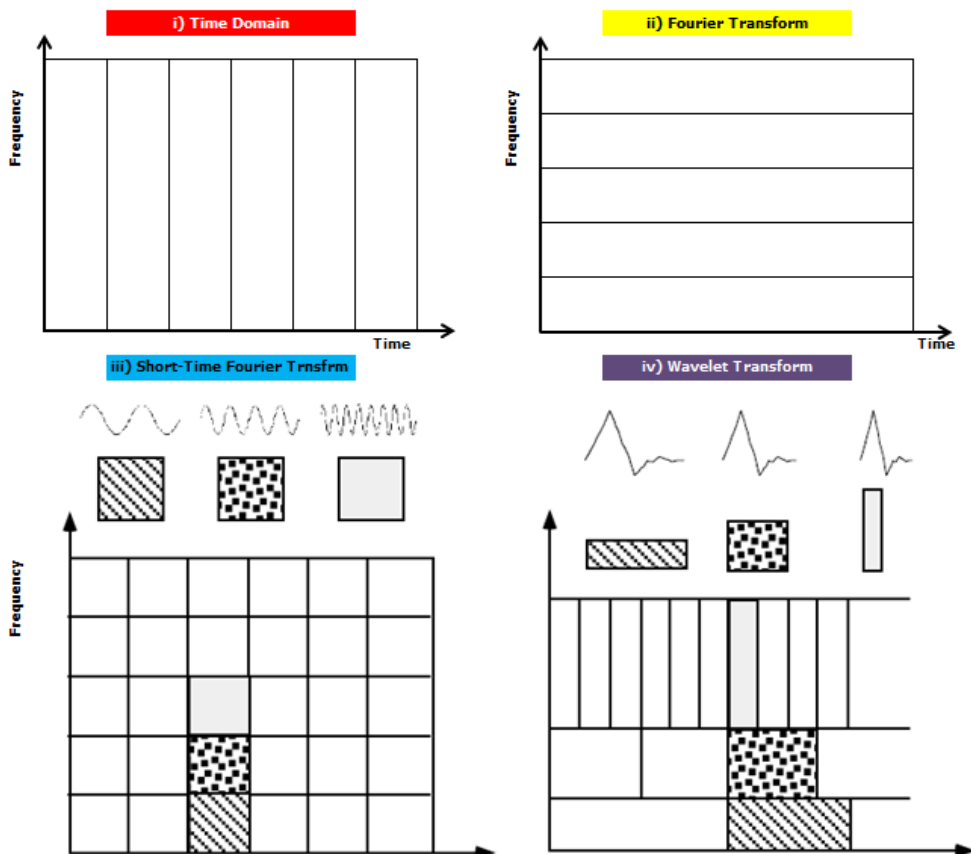 i) Time Domain
ii) Fourier Transform
Frequency
Frequency
Time
Time
iii) Short-Time Fourier Trnsfrm
iv) Wavelet Transform
Frequency